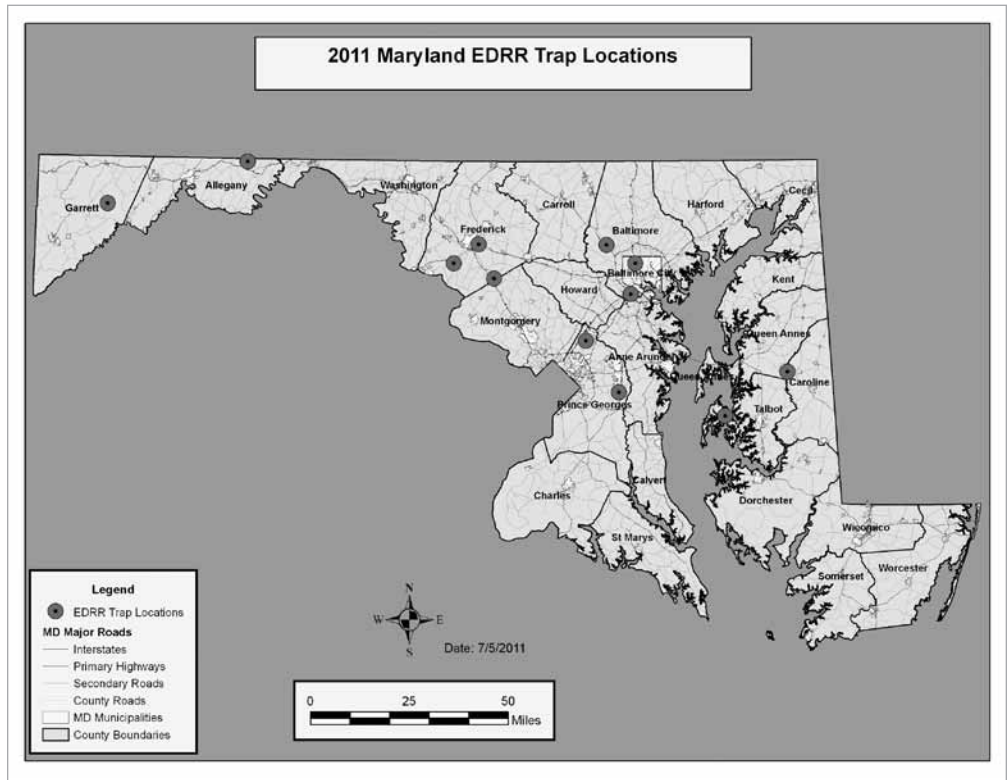 2011 Maryland EDRR Trap Locations
Garrett
Allegany
Washington
Frederick
Carroll
Baltimore
Harford
Cecil
Baltimore City
Kent
Howard
Montgomery
Queen Annes
Anne Arundel
Caroline
Talbot
Prince Georges
Calvert
Charles
Dorchester
St Marys
Wicomico
Somerset
Worcester
Legend
EDRR Trap Locations
MD Major Roads
Interstates
Primary Highways
Secondary Roads
County Roads
MD Municipalities
County Boundaries
N
W E
S
Date: 7/5/2011
0 25 50
Miles